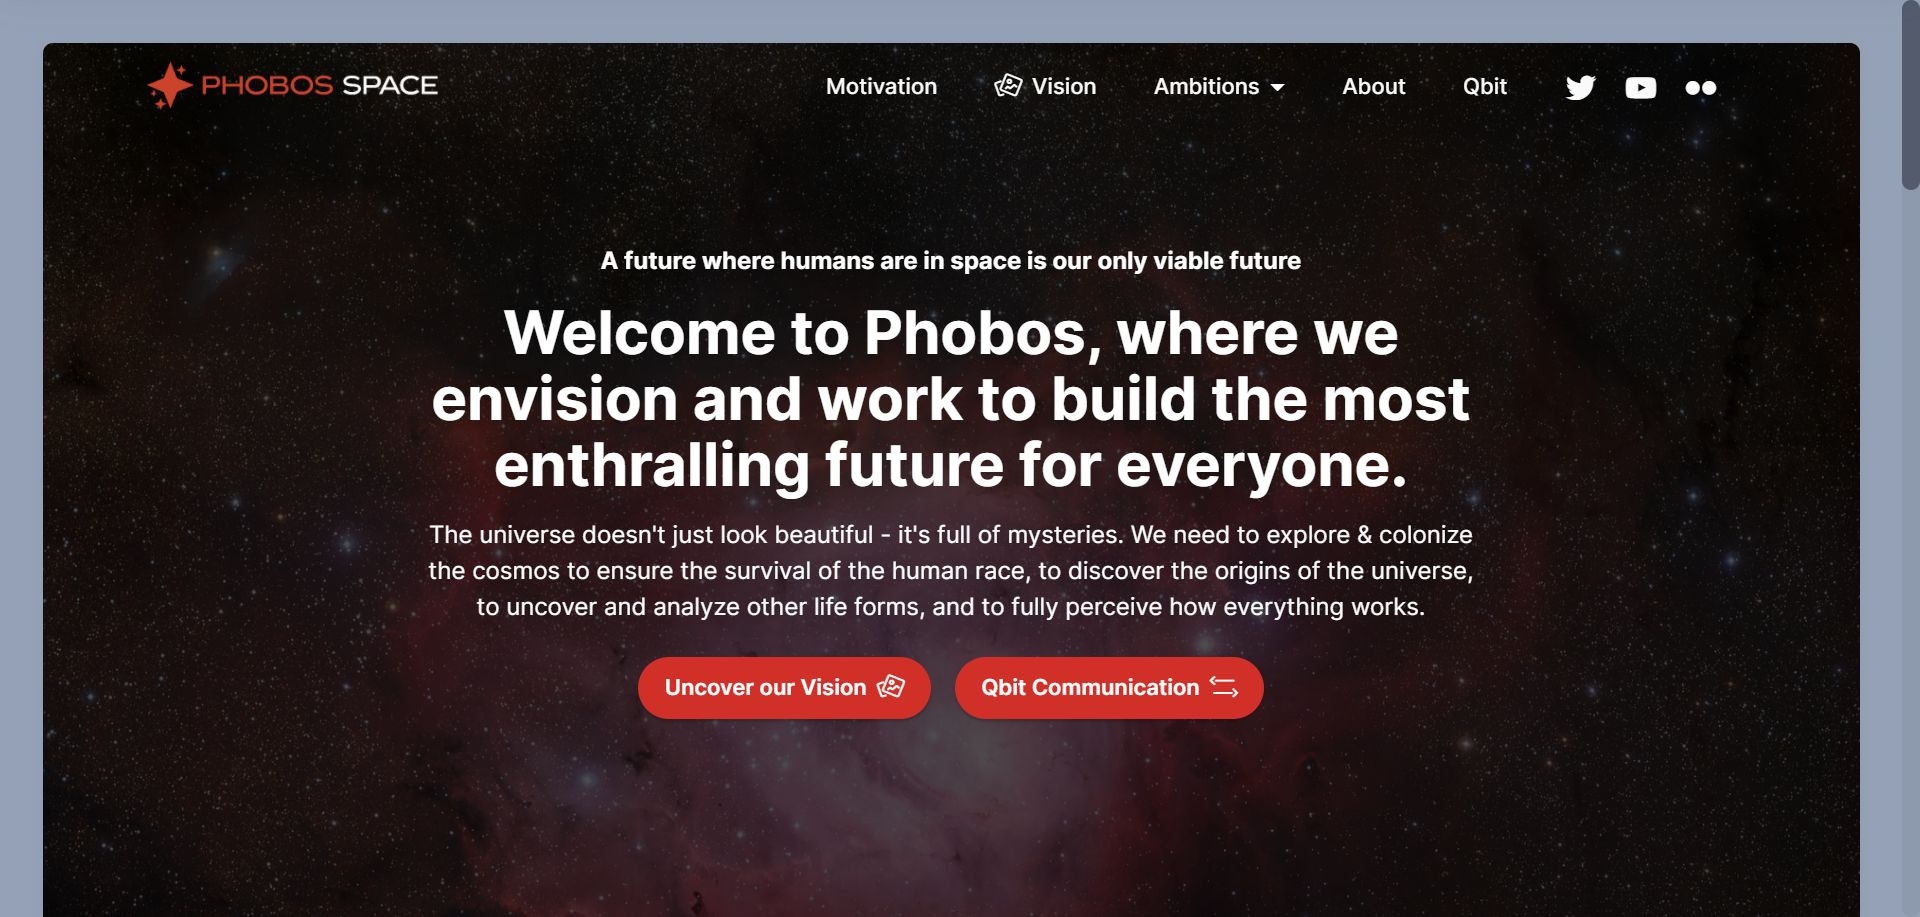 PHOBOS SPACE
Motivation
Vision
Ambitions
About
Qbit
A future where humans are in space is our only viable future
Welcome to Phobos, where we
envision and work to build the most
enthralling future for everyone.
The universe doesn't just look beautiful - it's full of mysteries. We need to explore & colonize
the cosmos to ensure the survival of the human race, to discover the origins of the universe,
to uncover and analyze other life forms, and to fully perceive how everything works.
Uncover our Vision
Qbit Communication